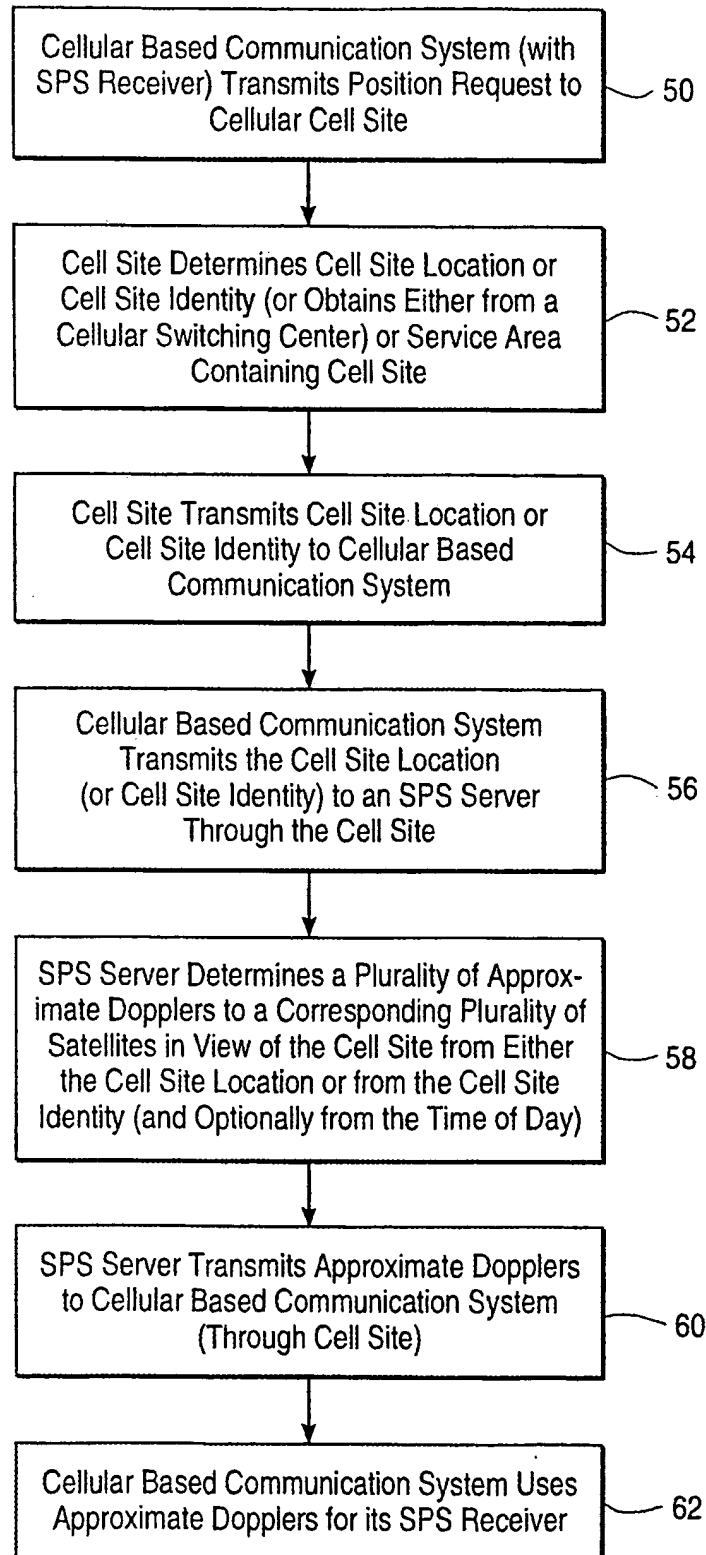 Cellular Based Communication System (with
SPS Receiver) Transmits Position Request to
Cellular Cell Site
50
Cell Site Determines Cell Site Location or
Cell Site Identity (or Obtains Either from a
Cellular Switching Center) or Service Area
Containing Cell Site
52
Cell Site Transmits Cell Site Location or
Cell Site Identity to Cellular Based
Communication System
54
Cellular Based Communication System
Transmits the Cell Site Location
(or Cell Site Identity) to an SPS Server
Through the Cell Site
56
SPS Server Determines a Plurality of Approx-
imate Dopplers to a Corresponding Plurality of
Satellites in View of the Cell Site from Either
the Cell Site Location or from the Cell Site
Identity (and Optionally from the Time of Day)
58
SPS Server Transmits Approximate Dopplers
to Cellular Based Communication System
(Through Cell Site)
60
Cellular Based Communication System Uses
Approximate Dopplers for its SPS Receiver
62